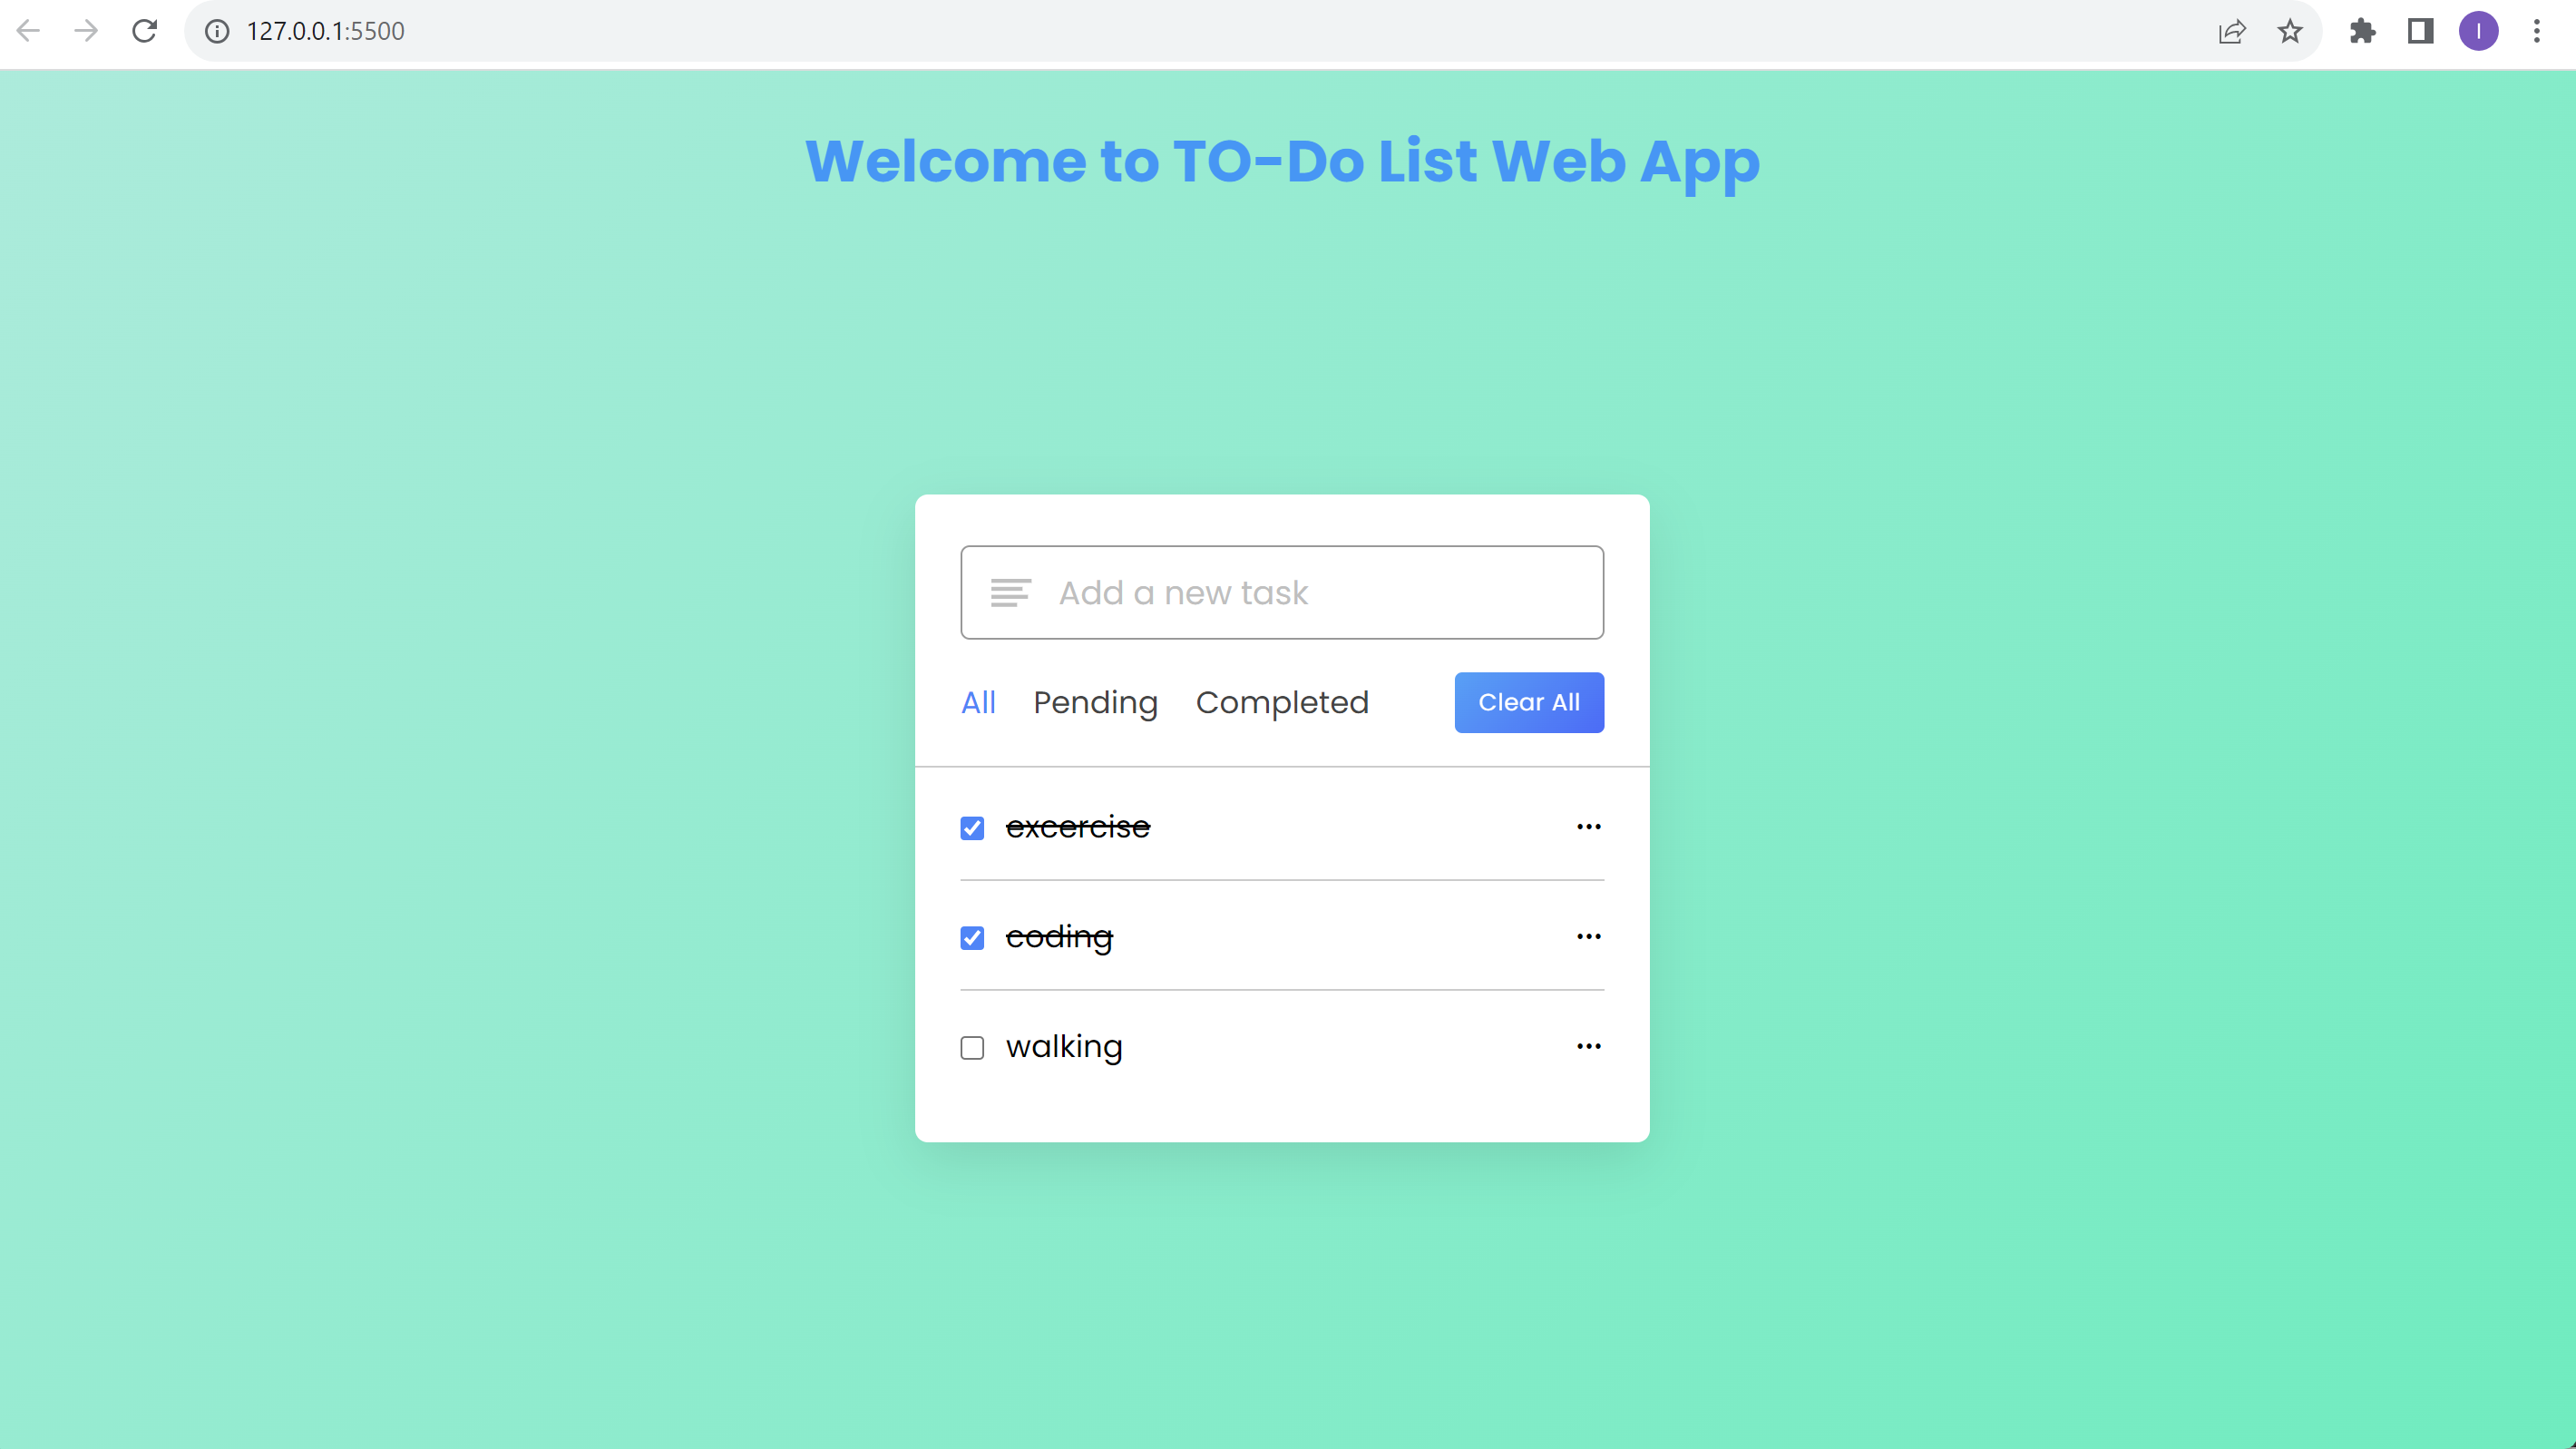 127.0.0.1:5500
I
Welcome to TO-Do List Web App
Add a new task
All Pending Completed Clear All
excercise
coding
walking